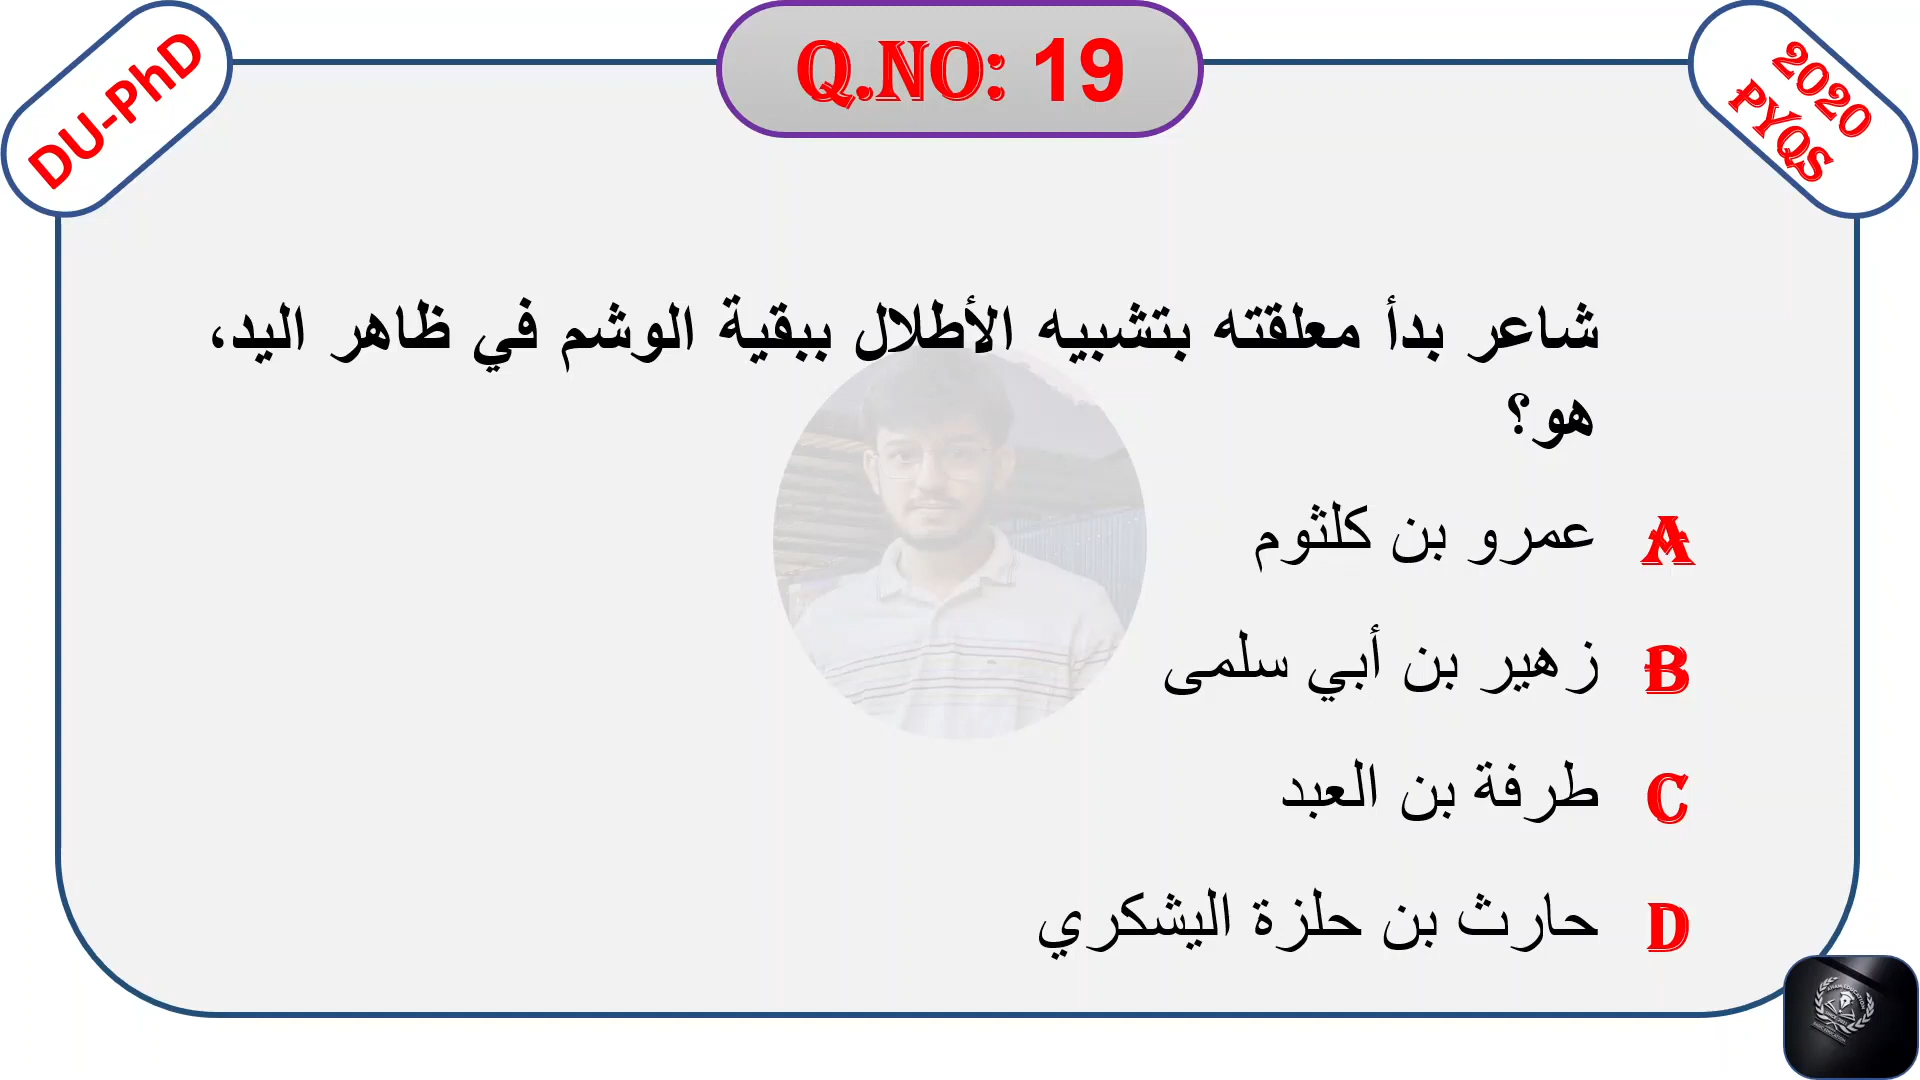 DU-PhD
Q.NO: 19
2020
PYQS
شاعر بدأ معلقته بتشبيه الأطلال ببقية الوشم في ظاهر اليد،
هو؟
A عمرو بن كلثوم
B زهير بن أبي سلمى
C طرفة بن العبد
D حارث بن حلزة اليشكري